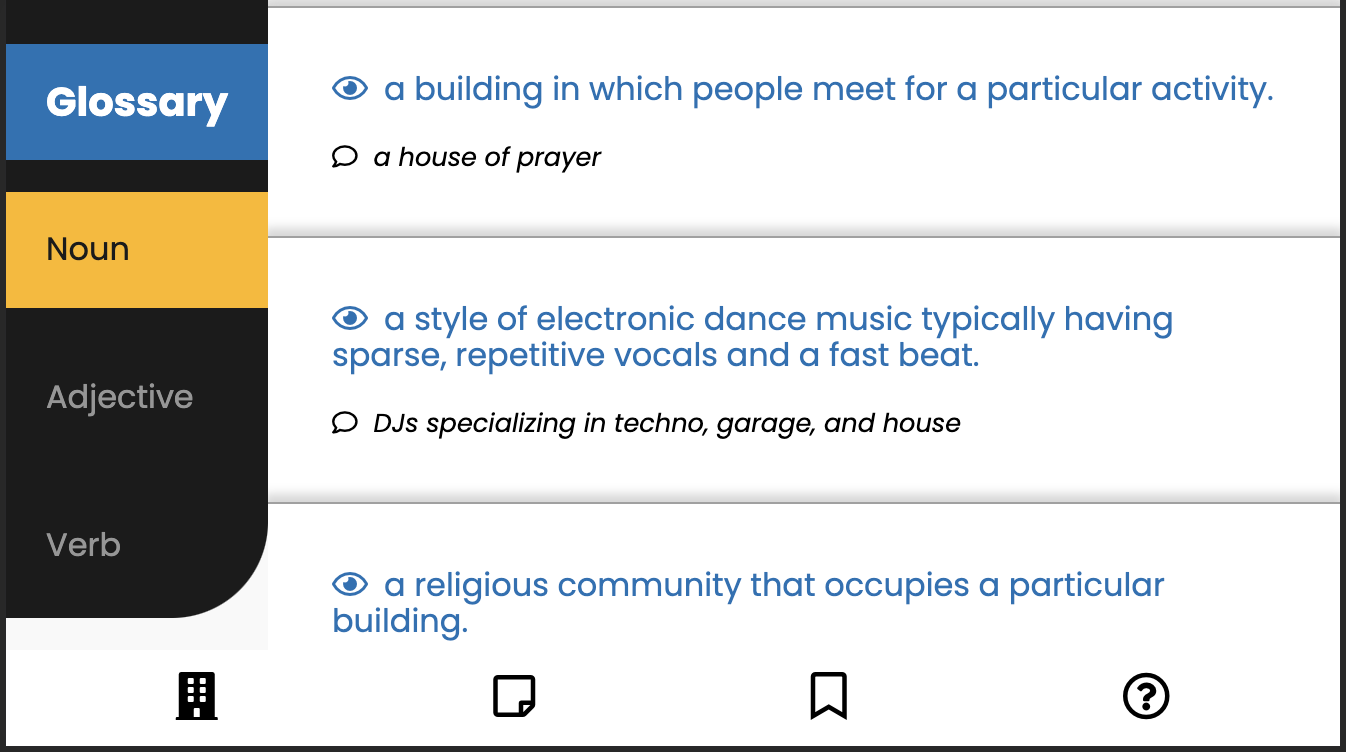 Glossary
Noun
Adjective
Verb
a building in which people meet for a particular activity.
a house of prayer
a style of electronic dance music typically having
sparse, repetitive vocals and a fast beat.
DJs specializing in techno, garage, and house
a religious community that occupies a particular
building.